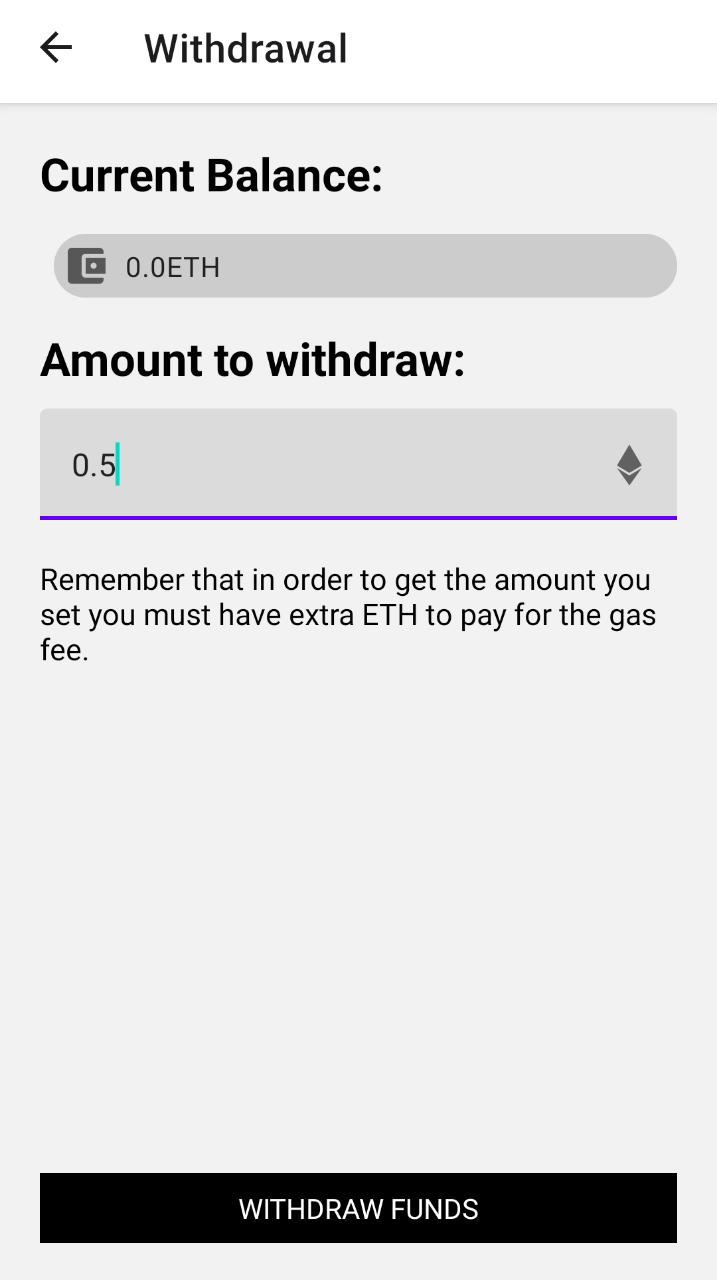 Withdrawal
Current Balance:
0.0ETH
Amount to withdraw:
0.5
Remember that in order to get the amount you
set you must have extra ETH to pay for the gas
fee.
WITHDRAW FUNDS